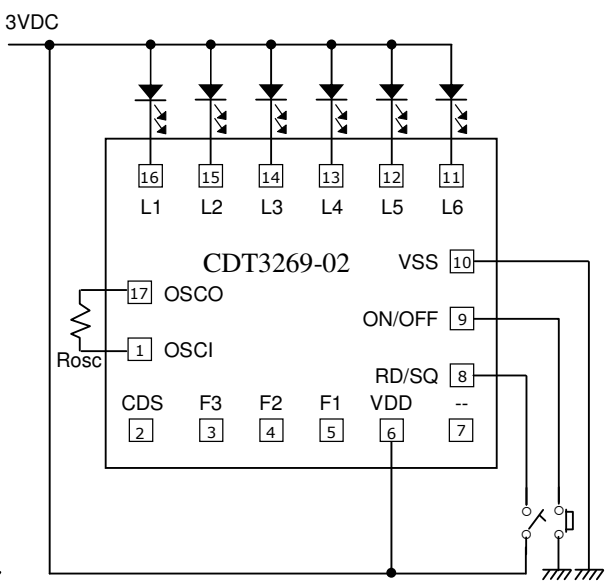 3VDC
16 15 14 13 12 11
L1 L2 L3 L4 L5 L6
CDT3269-02
VSS 10
17 OSCO
ON/OFF 9
Rosc
1 OSCI
RD/SQ 8
CDS F3 F2 F1 VDD --
2 3 4 5 6 7